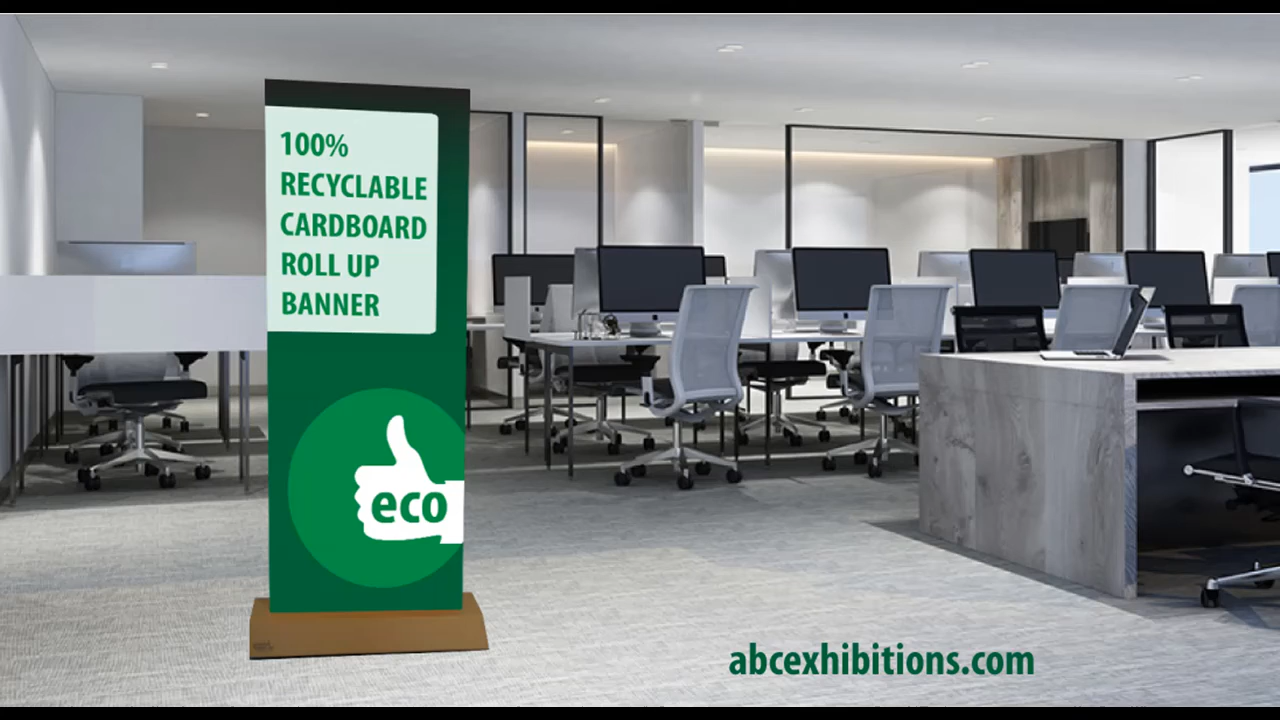 100%
RECYCLABLE
CARDBOARD
ROLL UP
BANNER
eco
abcexhibitions.com